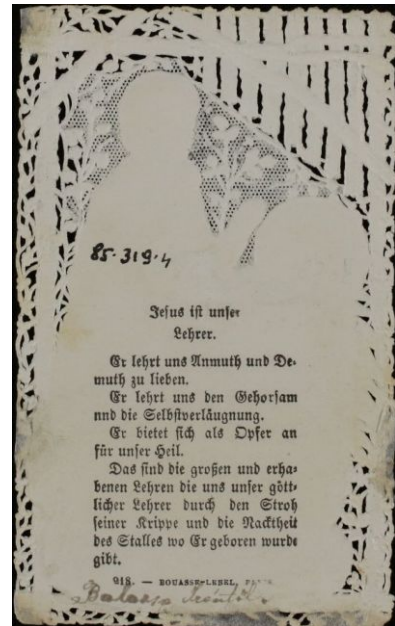 85-319-4
Jesus ist unser
Lehrer.
Er lehrt uns Anmuth und De-
muth zu lieben.
Er lehrt uns den Gehorsam
nnd die Selbstverläugnung.
Er bietet sich als Opfer an
für unser Heil.
Das sind die großen und erha-
benen Lehren die uns unser gött-
licher Lehrer durch den Stroh
seiner Krippe und die Nacktheit
des Stalles wo Er geboren wurde
gibt.
918. — BOUASSE-LEBEL,